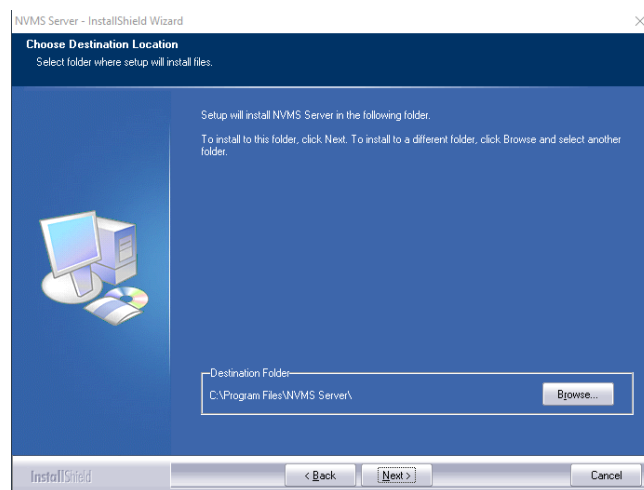 NVMS Server - InstallShield Wizard
Choose Destination Location
Select folder where setup will install files.
Setup will install NVMS Server in the following folder.
To install to this folder, click Next. To install to a different folder, click Browse and select another
folder.
Destination Folder
C:\Program Files\NVMS Server\
Browse...
InstallShield
< Back
Next >
Cancel